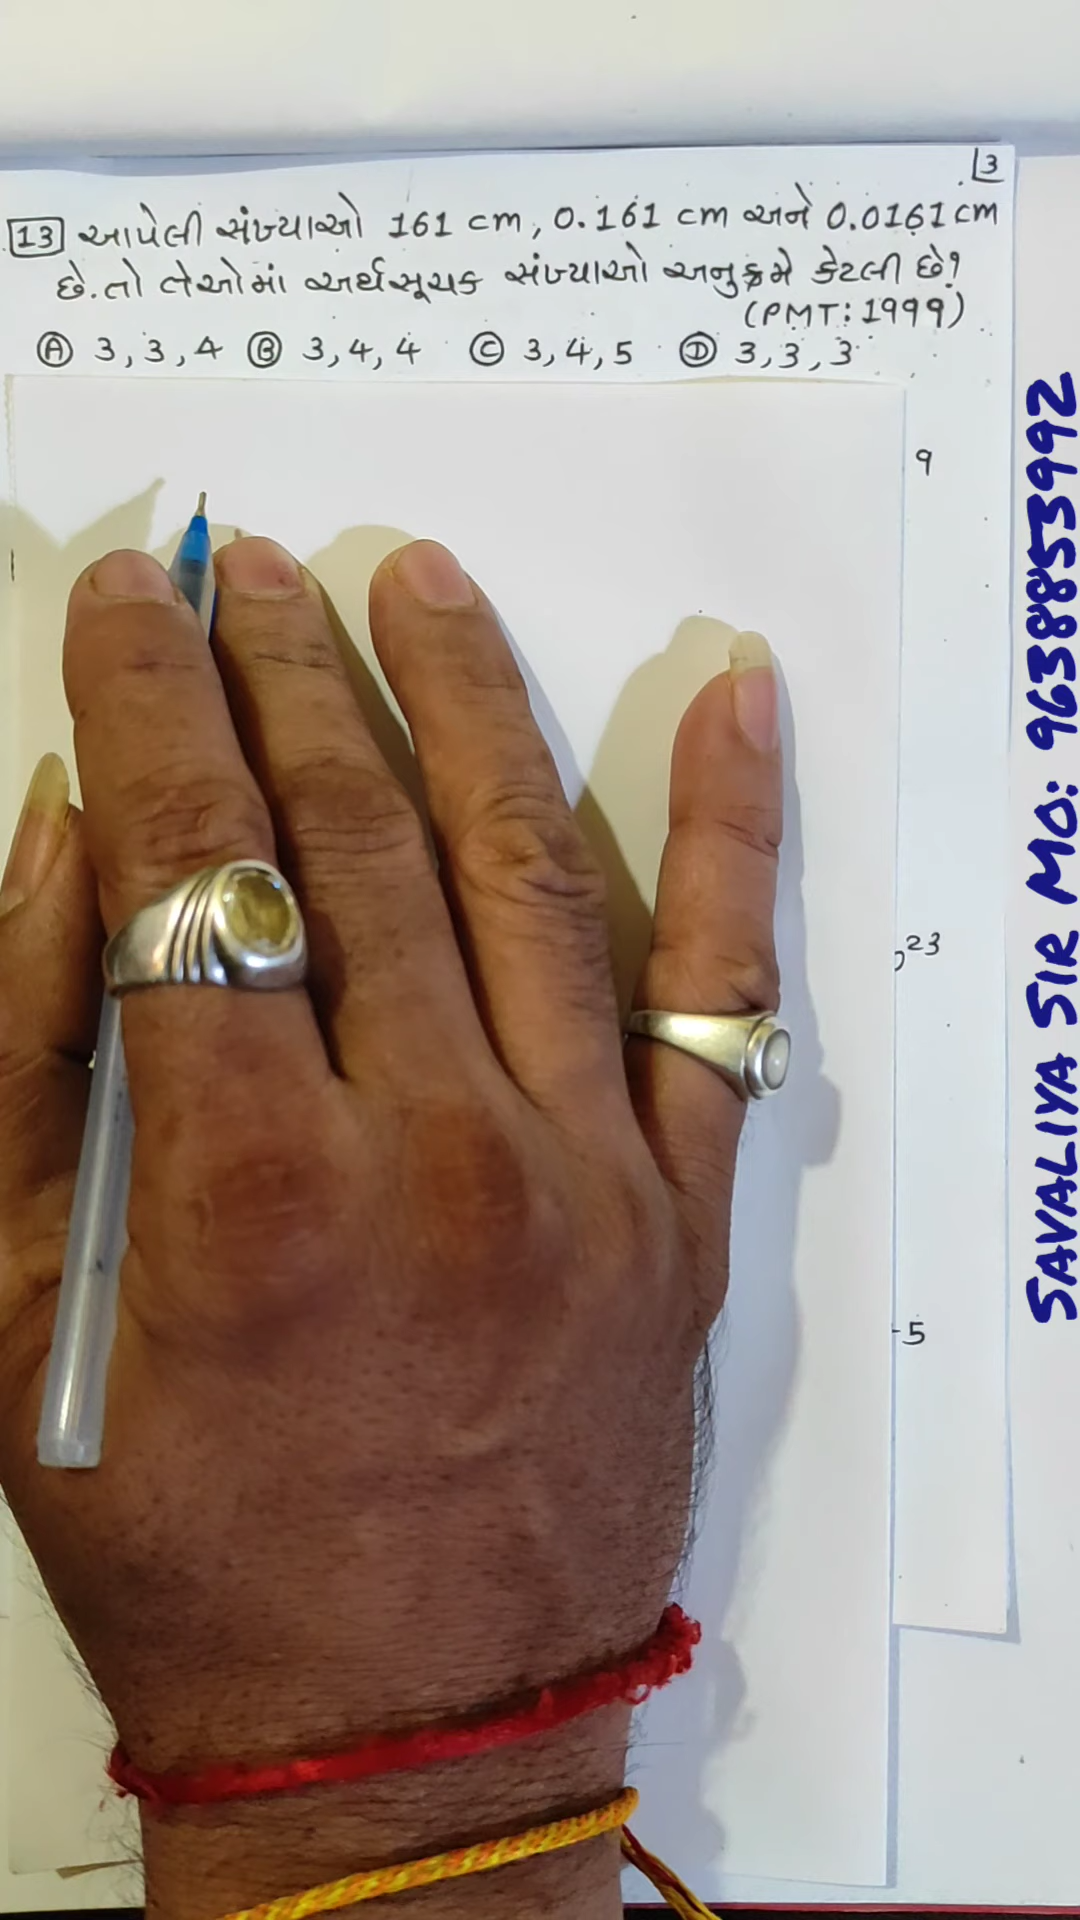 3
13 આપેલી સંખ્યાઓ 161 cm, 0.161 cm અને 0.0161 cm
છે. તો તેઓમાં અર્થસૂચક સંખ્યાઓ અનુક્રમે કેટલી છે?
(PMT: 1999)
A 3, 3, 4 B 3, 4, 4 C 3, 4, 5 D 3, 3, 3
9
23
-5
SAVALIYA SIR MO: 9638853992